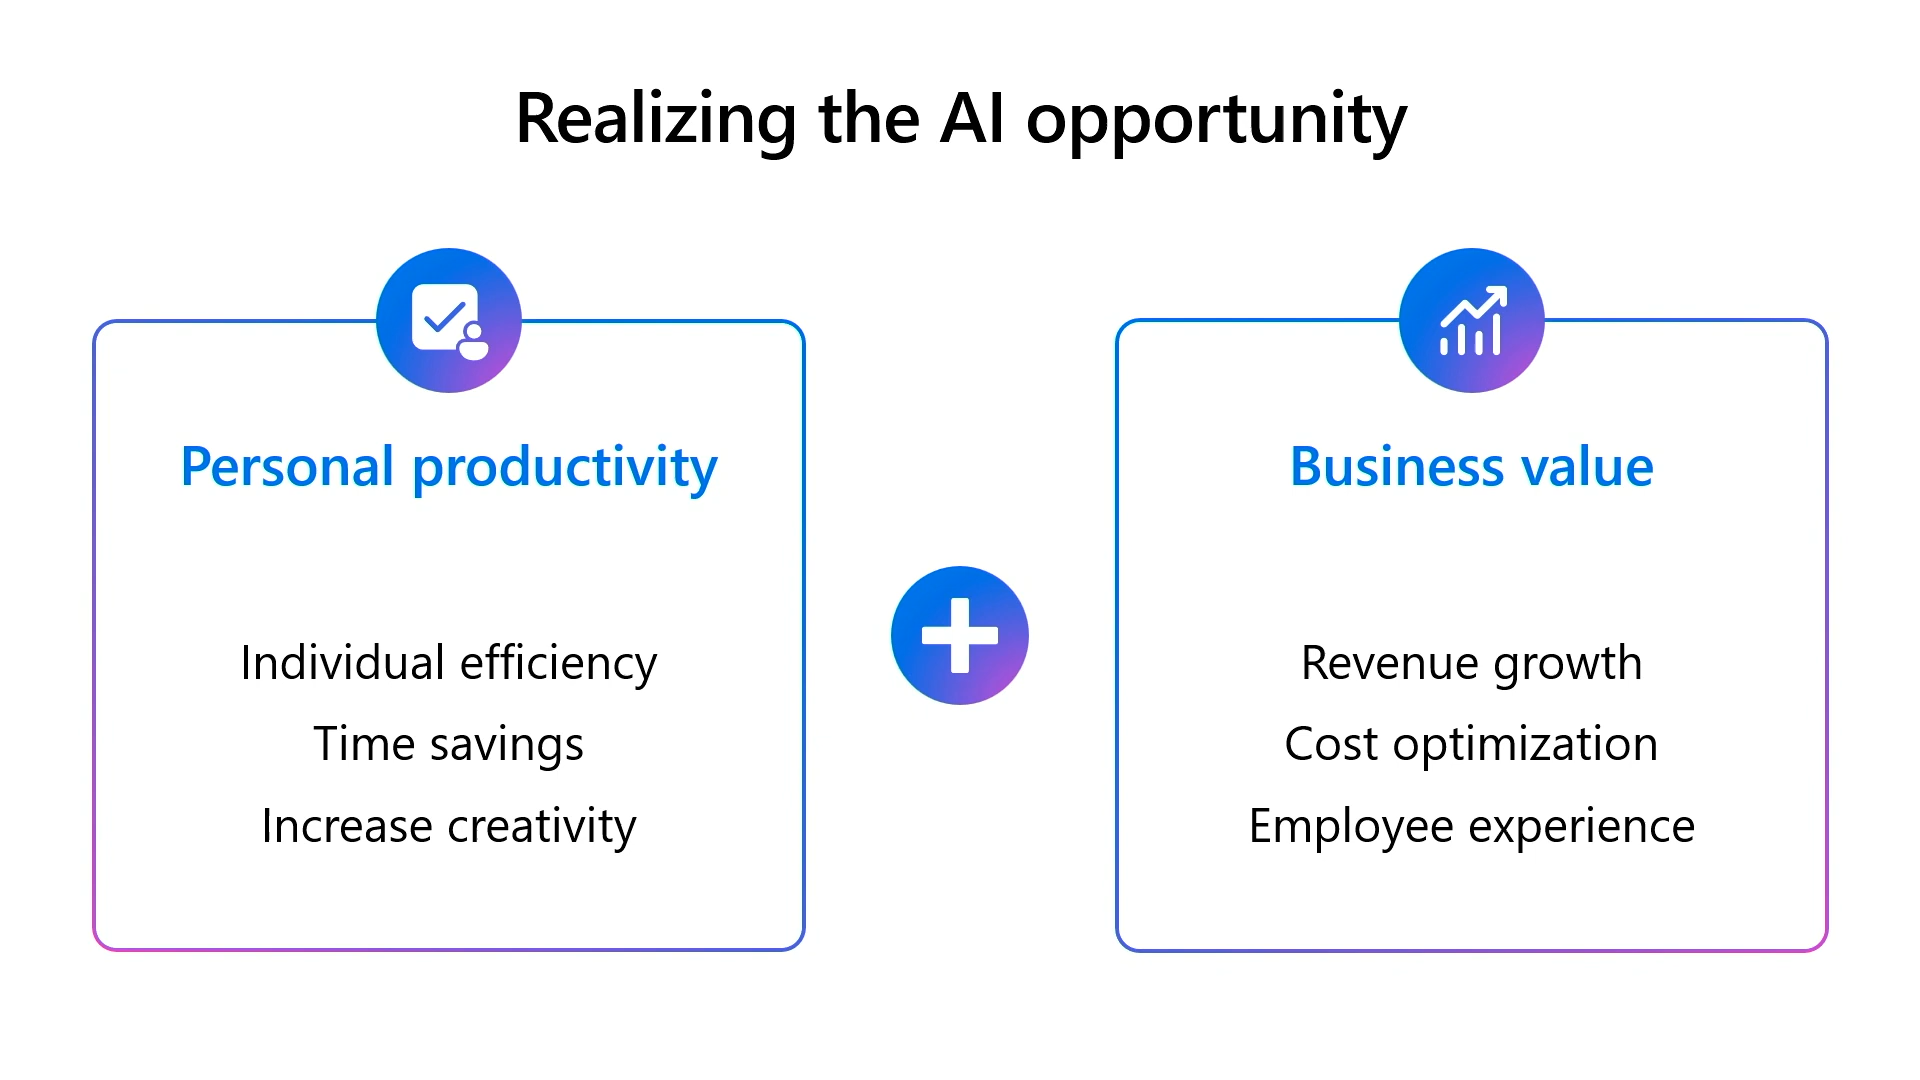 Realizing the AI opportunity
Personal productivity
Individual efficiency
Time savings
Increase creativity
Business value
Revenue growth
Cost optimization
Employee experience